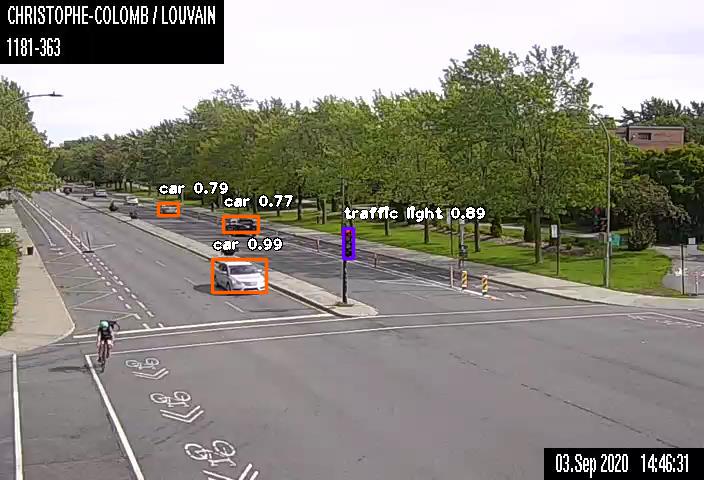 CHRISTOPHE-COLOMB / LOUVAIN
1181-363
car 0.79
car 0.77
traffic light 0.89
car 0.99
03.Sep 2020 14:46:31